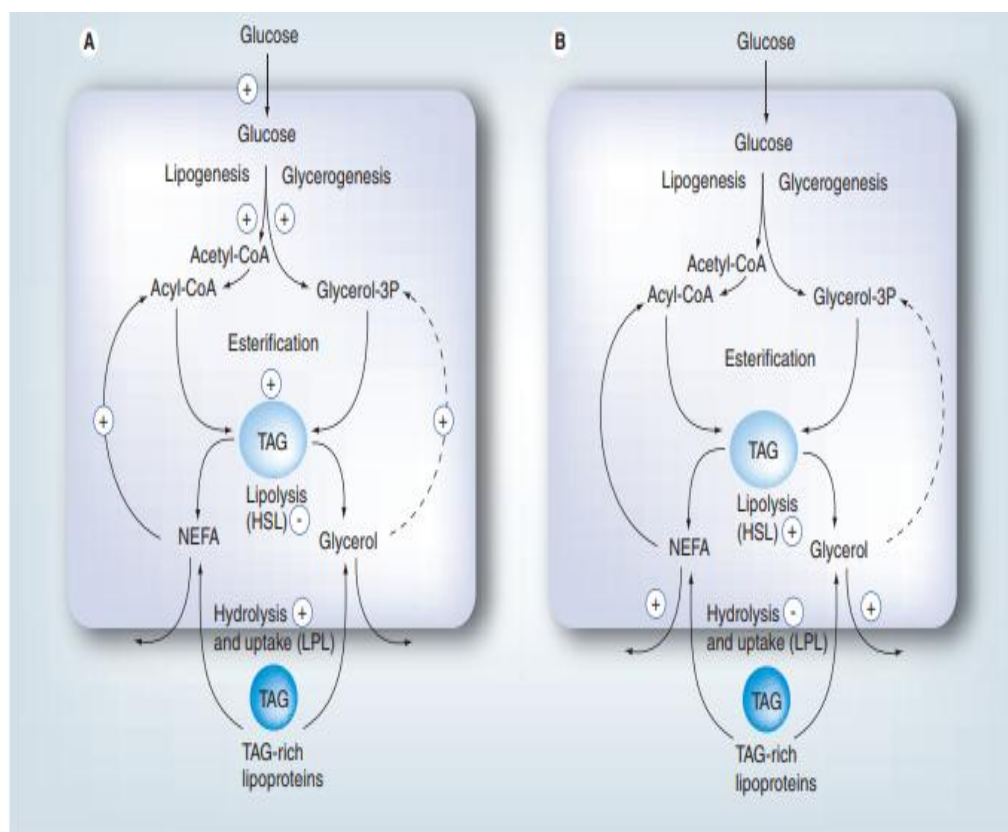 A
Glucose
+
Glucose
Lipogenesis
Glycerogenesis
+
+
Acetyl-CoA
Acyl-CoA
Glycerol-3P
Esterification
+
+
+
TAG
Lipolysis
(HSL) -
NEFA
Glycerol
Hydrolysis +
and uptake (LPL)
TAG
TAG-rich
lipoproteins
B
Glucose
Glucose
Lipogenesis
Glycerogenesis
Acetyl-CoA
Acyl-CoA
Glycerol-3P
Esterification
TAG
Lipolysis
(HSL) +
NEFA
Glycerol
+
Hydrolysis -
+
and uptake (LPL)
TAG
TAG-rich
lipoproteins